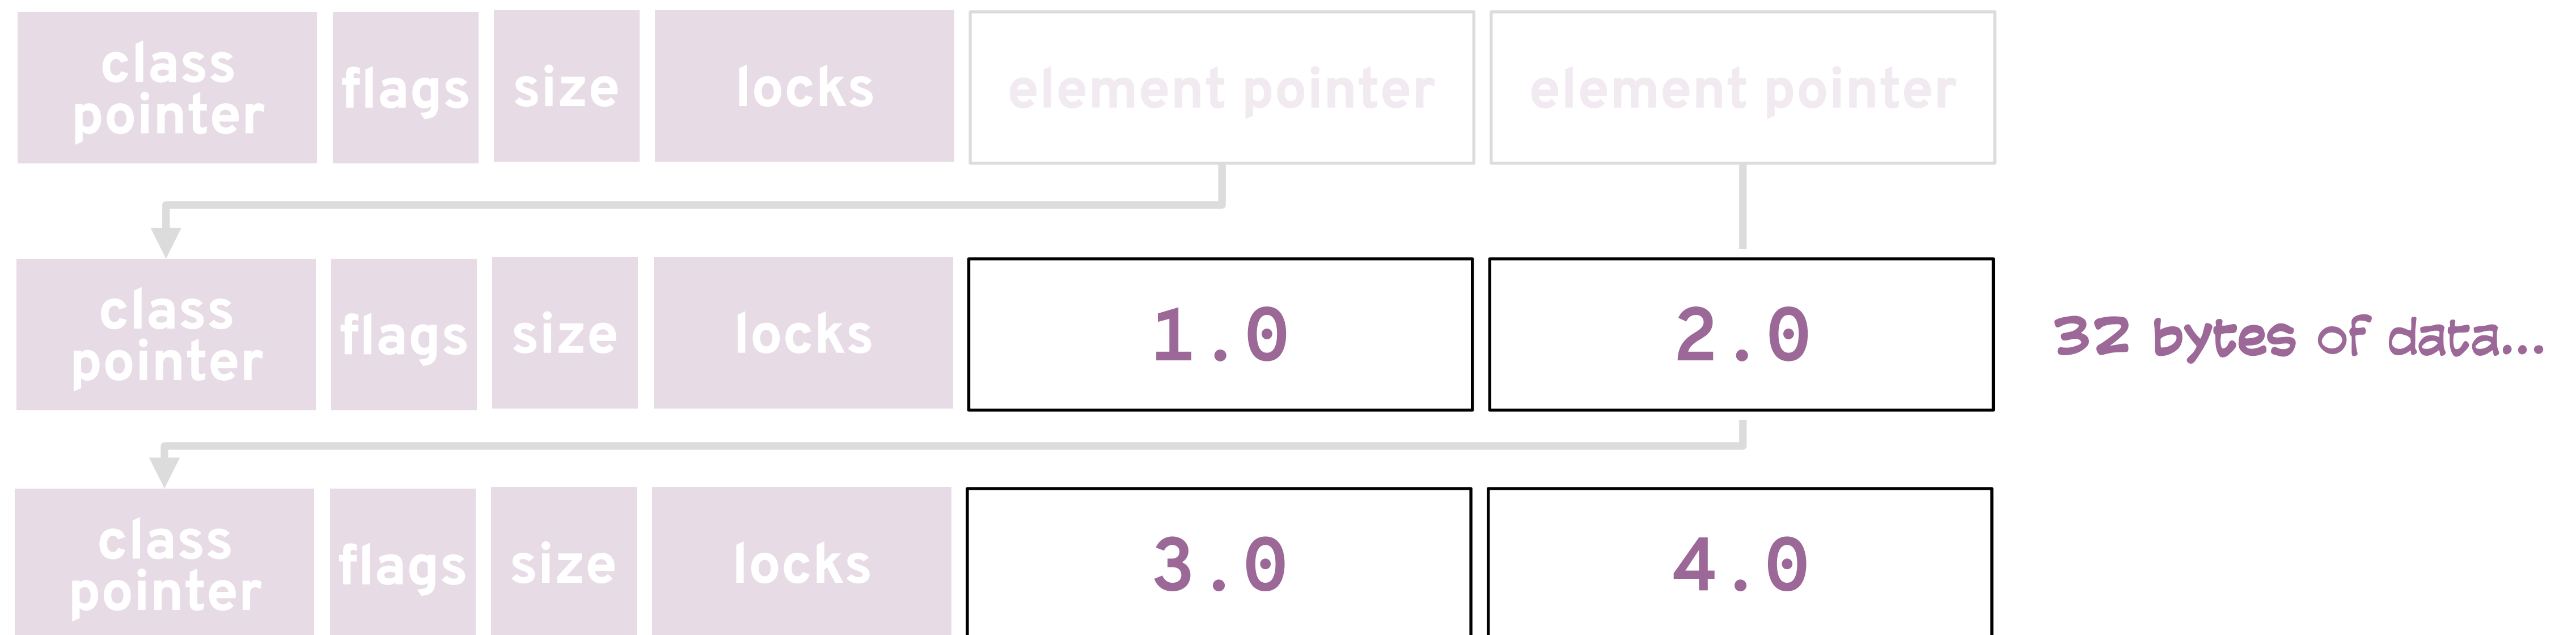 class pointer flags size locks element pointer element pointer
class pointer flags size locks 1.0 2.0 32 bytes of data...
class pointer flags size locks 3.0 4.0